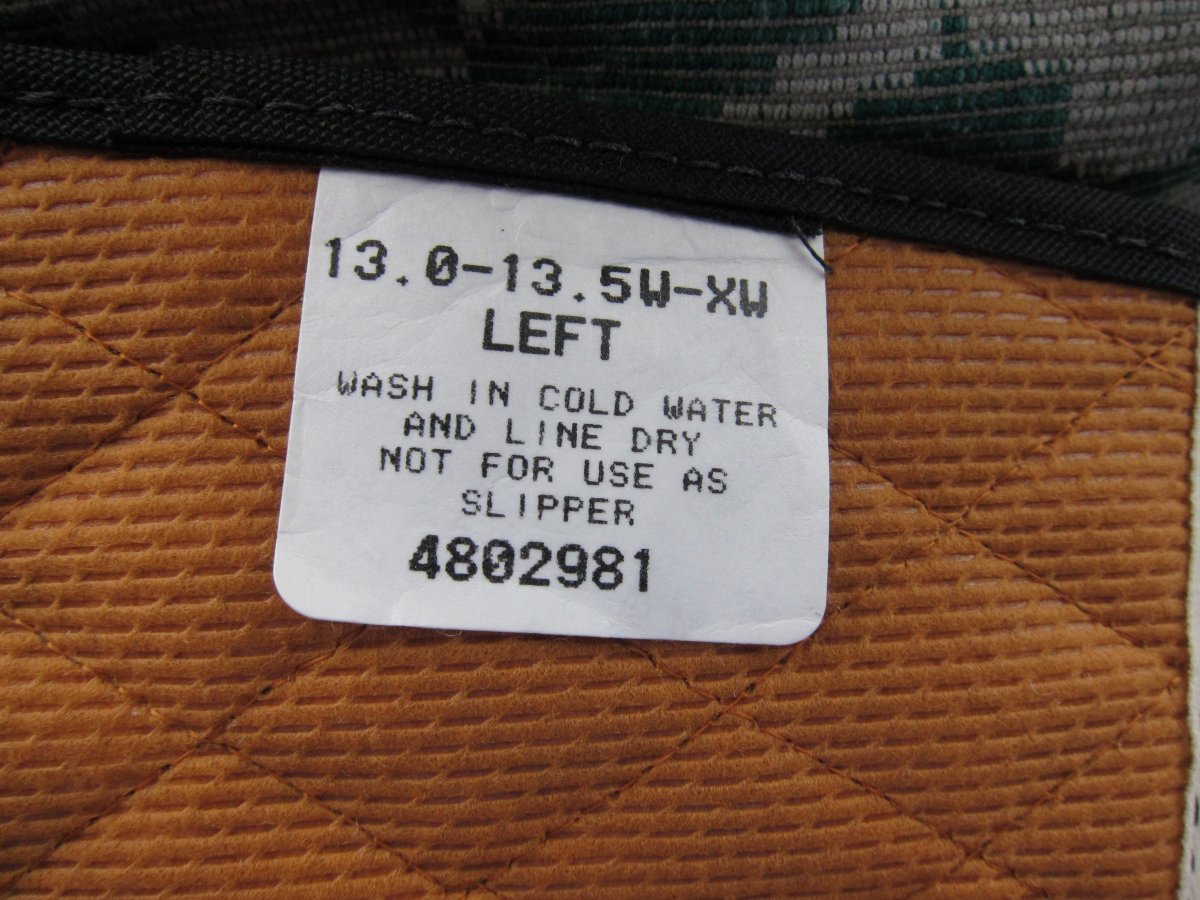 13.0-13.5W-XW
LEFT
WASH IN COLD WATER
AND LINE DRY
NOT FOR USE AS
SLIPPER
4802981